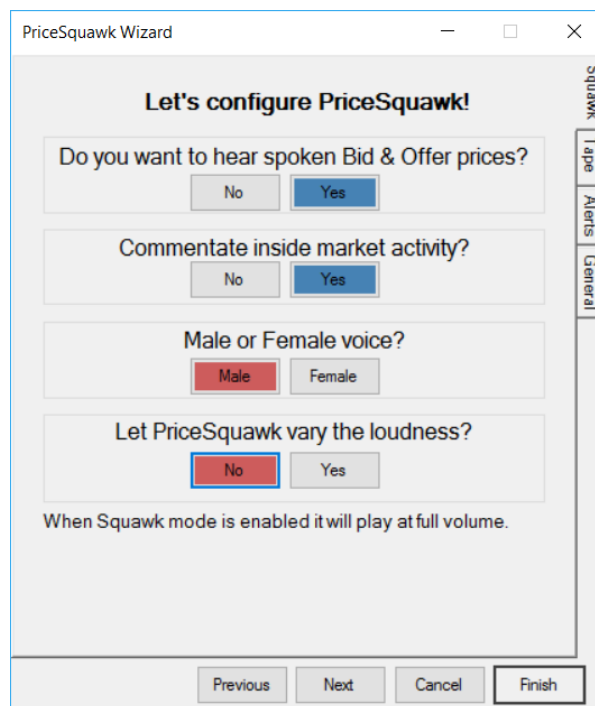 PriceSquawk Wizard
Let's configure PriceSquawk!
Do you want to hear spoken Bid & Offer prices?
No Yes
Commentate inside market activity?
No Yes
Male or Female voice?
Male Female
Let PriceSquawk vary the loudness?
No Yes
When Squawk mode is enabled it will play at full volume.
Squawk
Tape
Alerts
General
Previous Next Cancel Finish